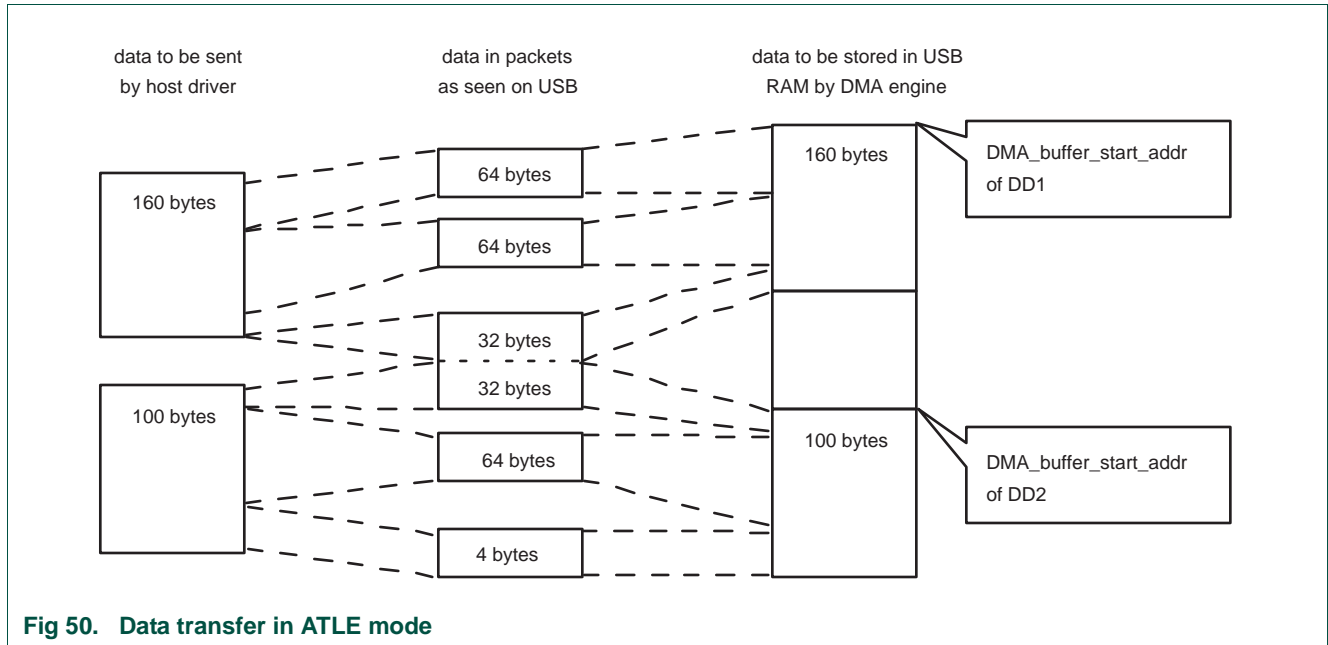 data to be sent
by host driver
data in packets
as seen on USB
data to be stored in USB
RAM by DMA engine
160 bytes
100 bytes
64 bytes
64 bytes
32 bytes
32 bytes
64 bytes
4 bytes
160 bytes
100 bytes
DMA_buffer_start_addr
of DD1
DMA_buffer_start_addr
of DD2
Fig 50. Data transfer in ATLE mode